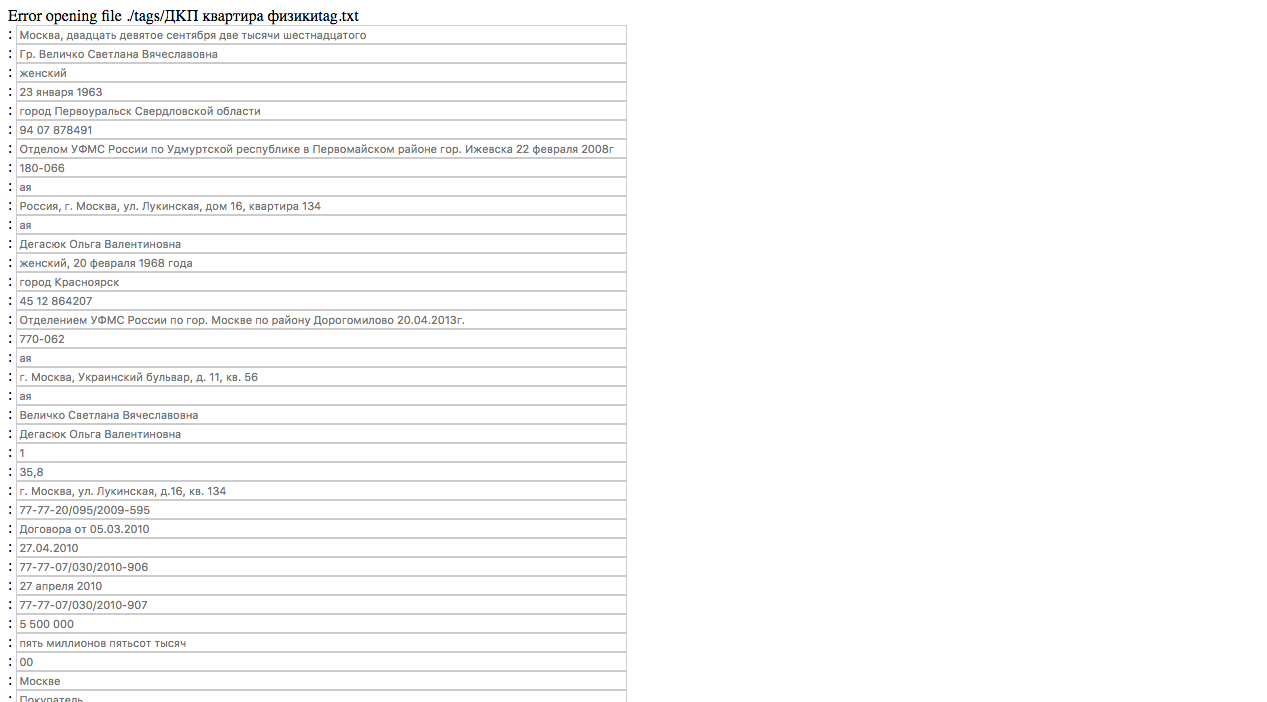 Error opening file ./tags/ДКП квартира физикиtag.txt
: Москва, двадцать девятое сентября две тысячи шестнадцатого
: Гр. Величко Светлана Вячеславовна
: женский
: 23 января 1963
: город Первоуральск Свердловской области
: 94 07 878491
: Отделом УФМС России по Удмуртской республике в Первомайском районе гор. Ижевска 22 февраля 2008г
: 180-066
: ая
: Россия, г. Москва, ул. Лукинская, дом 16, квартира 134
: ая
: Дегасюк Ольга Валентиновна
: женский, 20 февраля 1968 года
: город Красноярск
: 45 12 864207
: Отделением УФМС России по гор. Москве по району Дорогомилово 20.04.2013г.
: 770-062
: ая
: г. Москва, Украинский бульвар, д. 11, кв. 56
: ая
: Величко Светлана Вячеславовна
: Дегасюк Ольга Валентиновна
: 1
: 35,8
: г. Москва, ул. Лукинская, д.16, кв. 134
: 77-77-20/095/2009-595
: Договора от 05.03.2010
: 27.04.2010
: 77-77-07/030/2010-906
: 27 апреля 2010
: 77-77-07/030/2010-907
: 5 500 000
: пять миллионов пятьсот тысяч
: 00
: Москве
: Покупатель